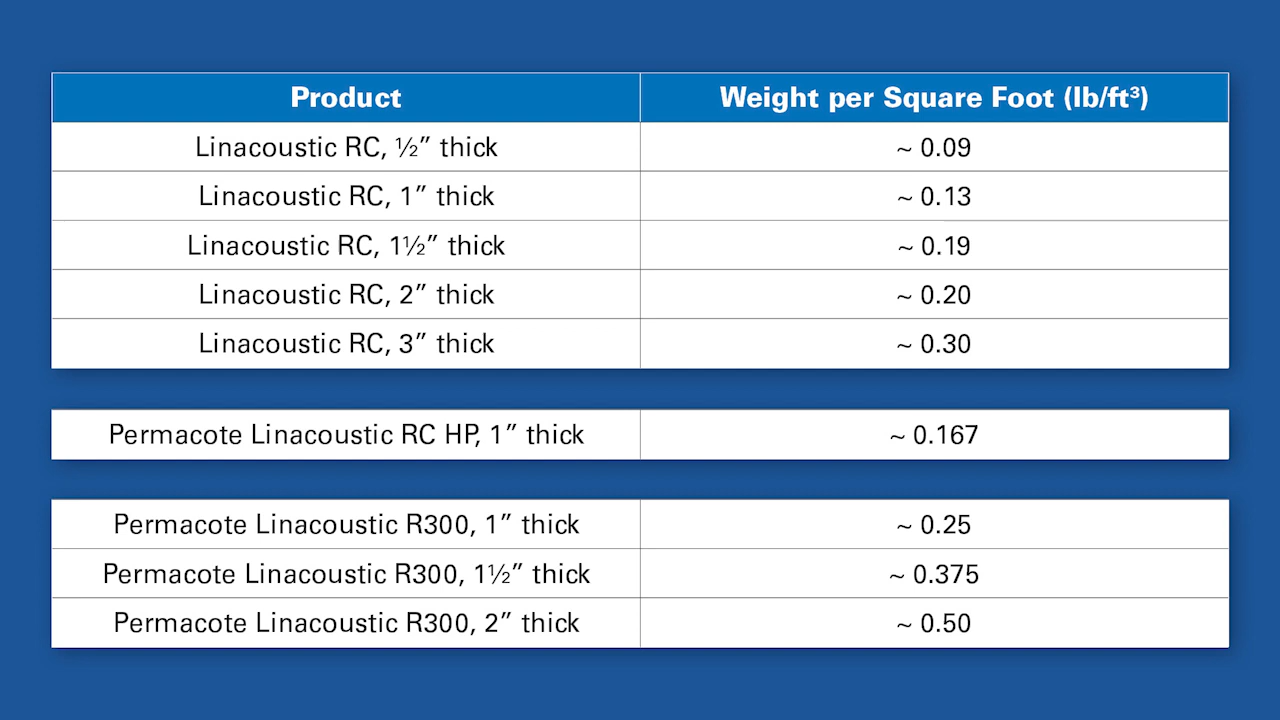 Product Weight per Square Foot (lb/ft³)
Linacoustic RC, ½” thick ~ 0.09
Linacoustic RC, 1” thick ~ 0.13
Linacoustic RC, 1½” thick ~ 0.19
Linacoustic RC, 2” thick ~ 0.20
Linacoustic RC, 3” thick ~ 0.30
Permacote Linacoustic RC HP, 1” thick ~ 0.167
Permacote Linacoustic R300, 1” thick ~ 0.25
Permacote Linacoustic R300, 1½” thick ~ 0.375
Permacote Linacoustic R300, 2” thick ~ 0.50